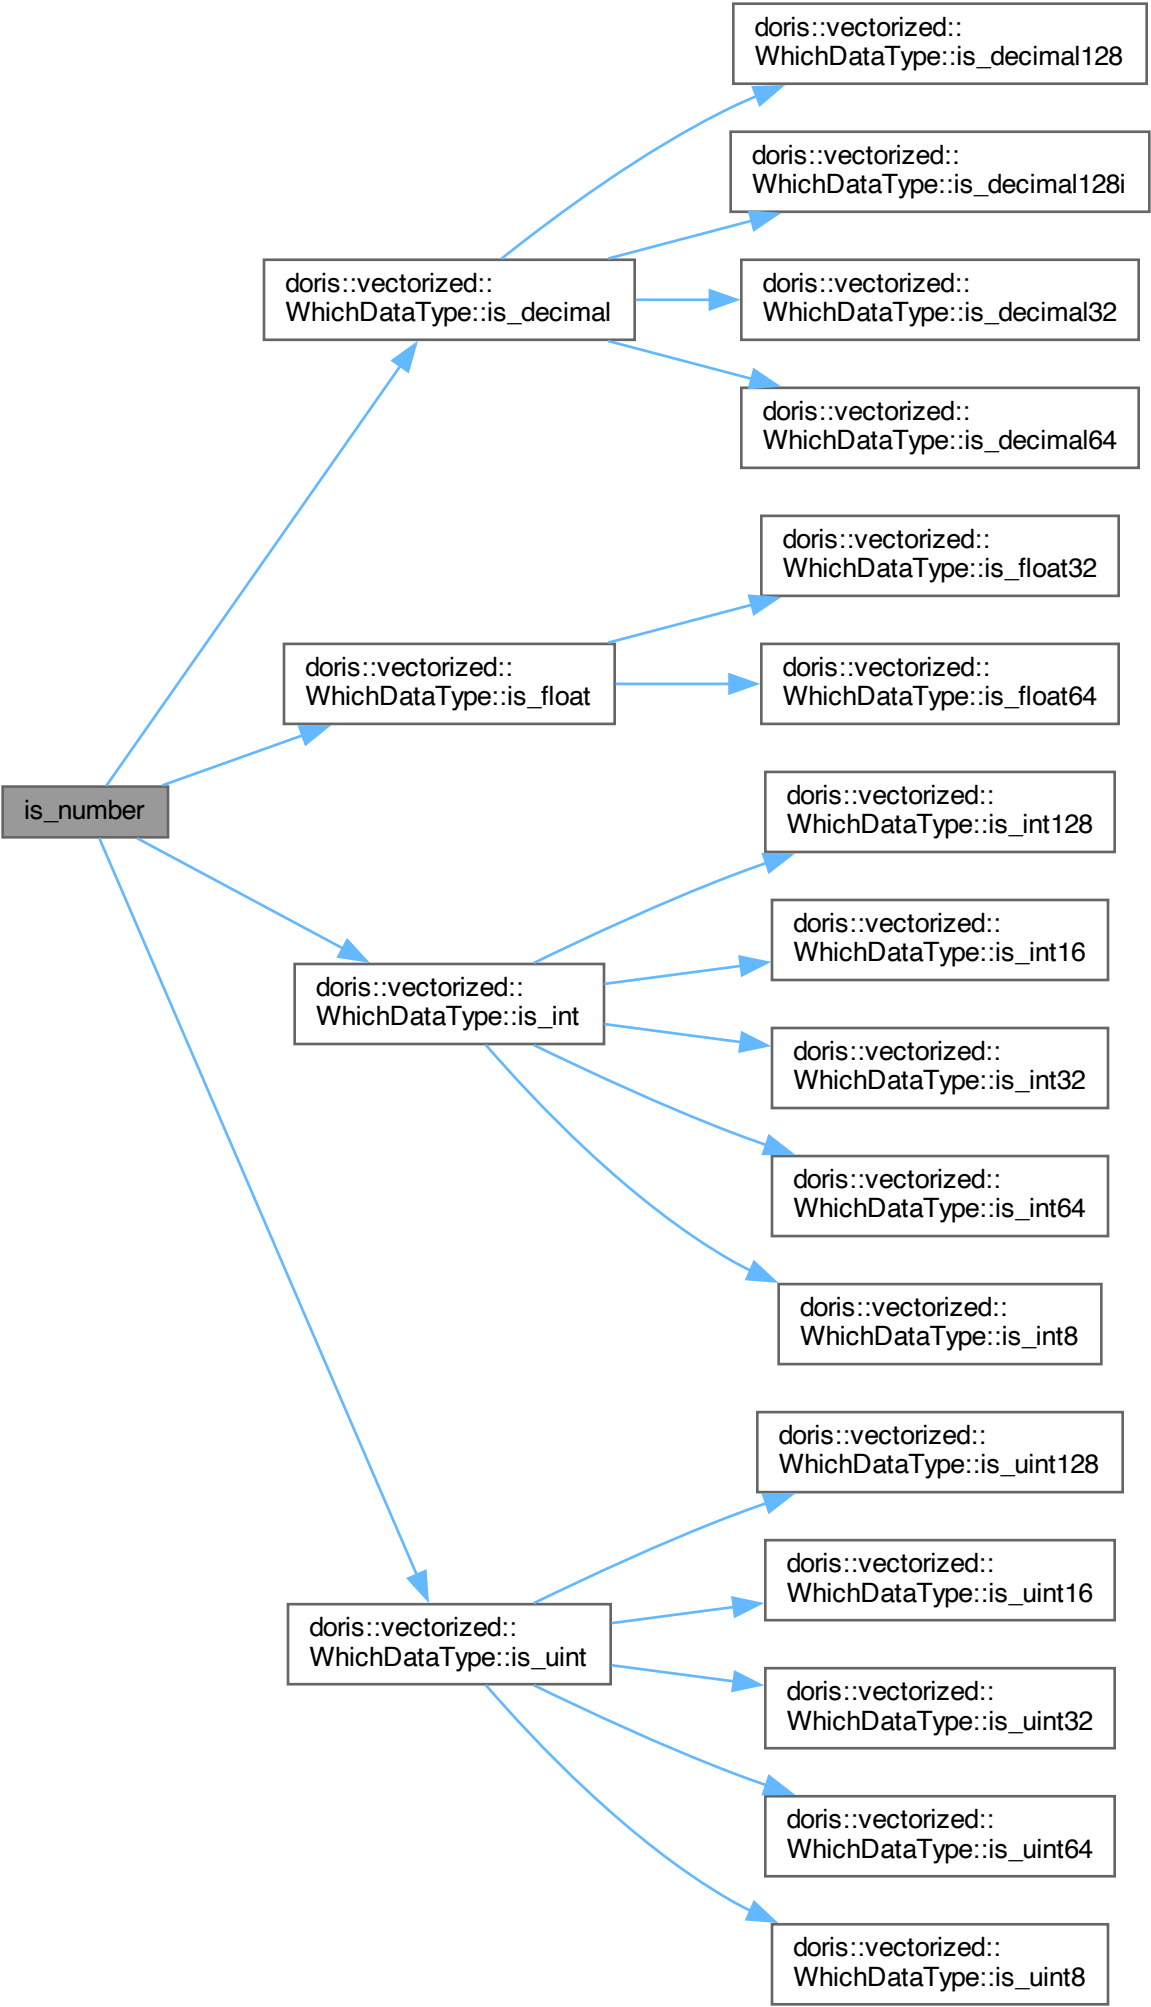 doris::vectorized::
WhichDataType::is_decimal128
doris::vectorized::
WhichDataType::is_decimal128i
doris::vectorized::
WhichDataType::is_decimal
doris::vectorized::
WhichDataType::is_decimal32
doris::vectorized::
WhichDataType::is_decimal64
doris::vectorized::
WhichDataType::is_float32
doris::vectorized::
WhichDataType::is_float
doris::vectorized::
WhichDataType::is_float64
is_number
doris::vectorized::
WhichDataType::is_int128
doris::vectorized::
WhichDataType::is_int16
doris::vectorized::
WhichDataType::is_int
doris::vectorized::
WhichDataType::is_int32
doris::vectorized::
WhichDataType::is_int64
doris::vectorized::
WhichDataType::is_int8
doris::vectorized::
WhichDataType::is_uint128
doris::vectorized::
WhichDataType::is_uint16
doris::vectorized::
WhichDataType::is_uint
doris::vectorized::
WhichDataType::is_uint32
doris::vectorized::
WhichDataType::is_uint64
doris::vectorized::
WhichDataType::is_uint8